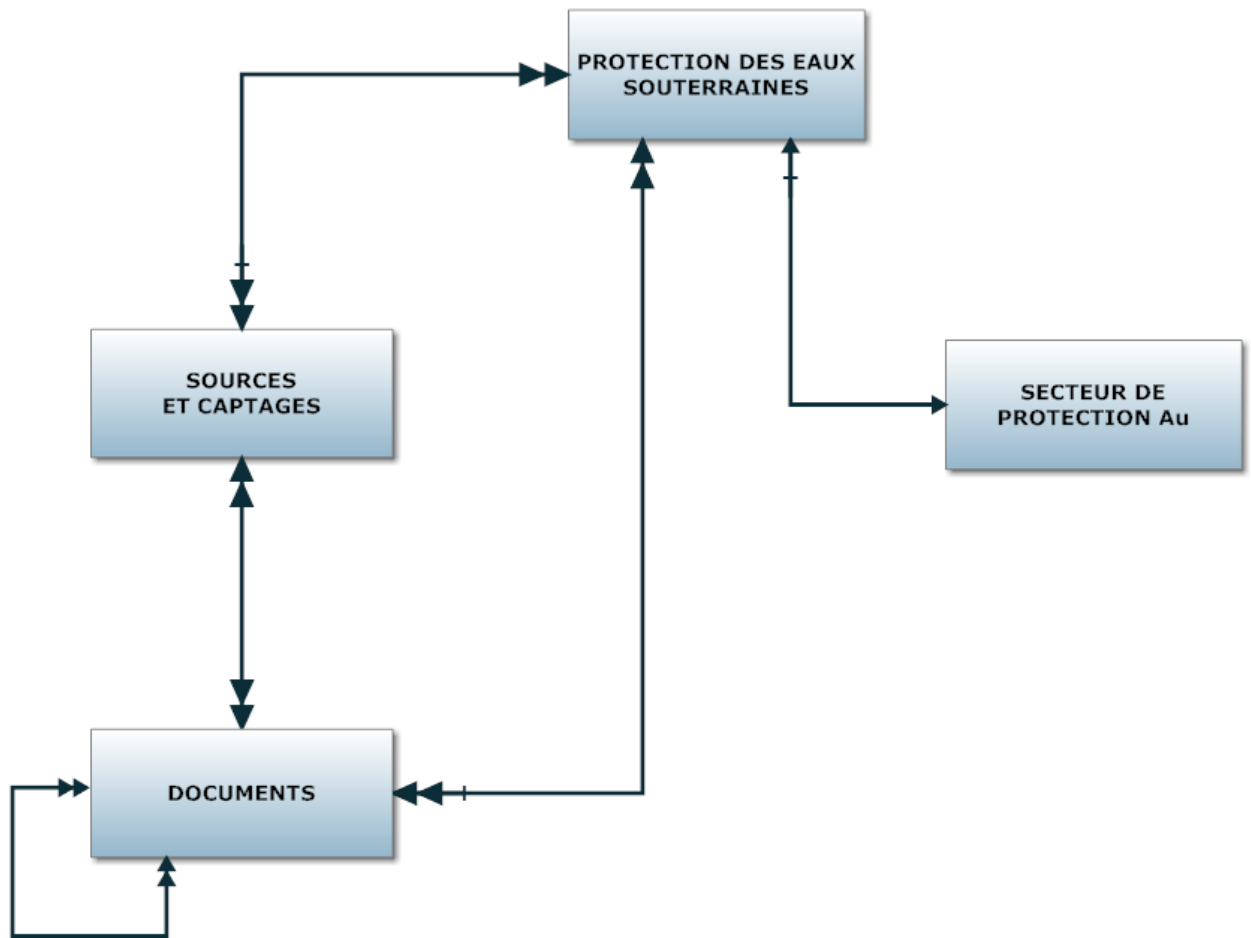 PROTECTION DES EAUX
SOUTERRAINES
SOURCES
ET CAPTAGES
SECTEUR DE
PROTECTION Au
DOCUMENTS